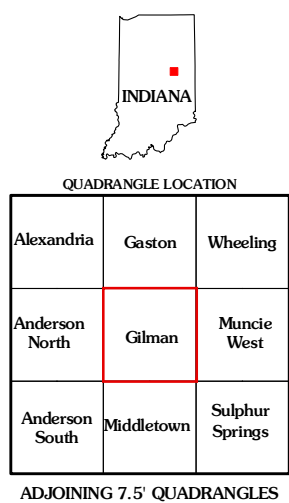 INDIANA
QUADRANGLE LOCATION
Alexandria
Gaston
Wheeling
Anderson
North
Gilman
Muncie
West
Anderson
South
Middletown
Sulphur
Springs
ADJOINING 7.5' QUADRANGLES